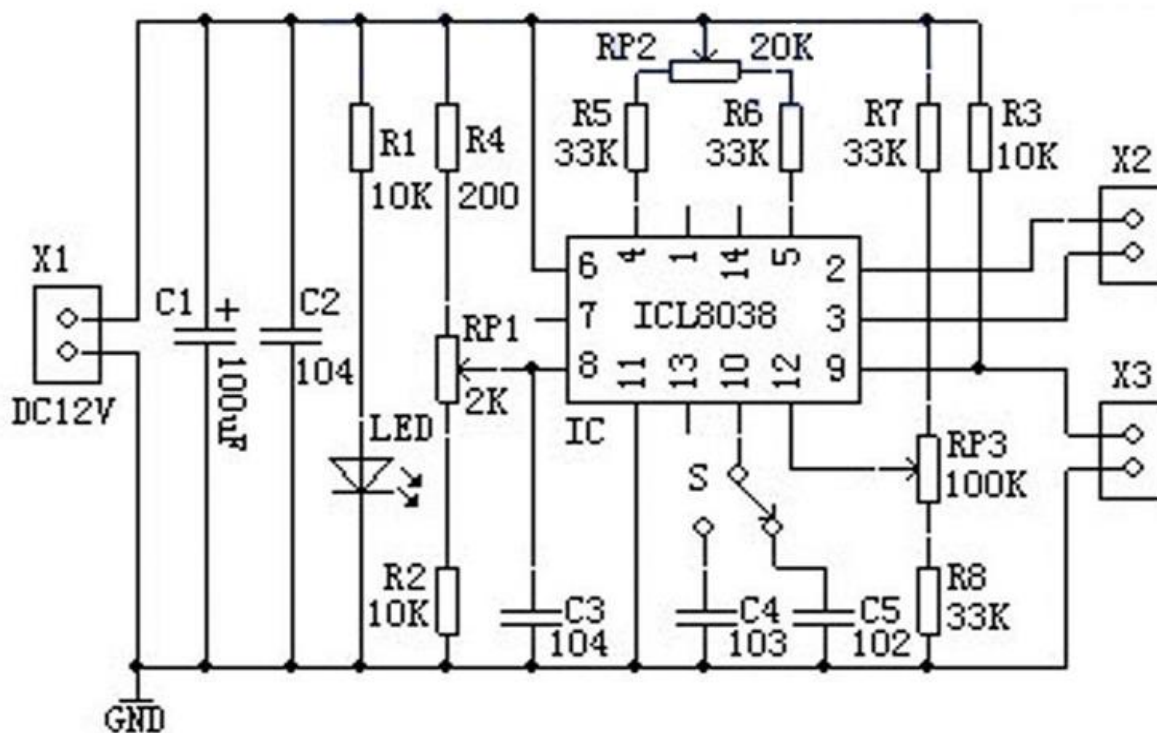 RP2
20K
R1
10K
R4
200
R5
33K
R6
33K
R7
33K
R3
10K
X2
X1
DC12V
C1
+
100uF
C2
104
RP1
2K
LED
4
1
14
5
6
7
8
ICL8038
2
3
9
11
13
10
12
IC
X3
S
RP3
100K
R2
10K
C3
104
C4
103
C5
102
R8
33K
GND